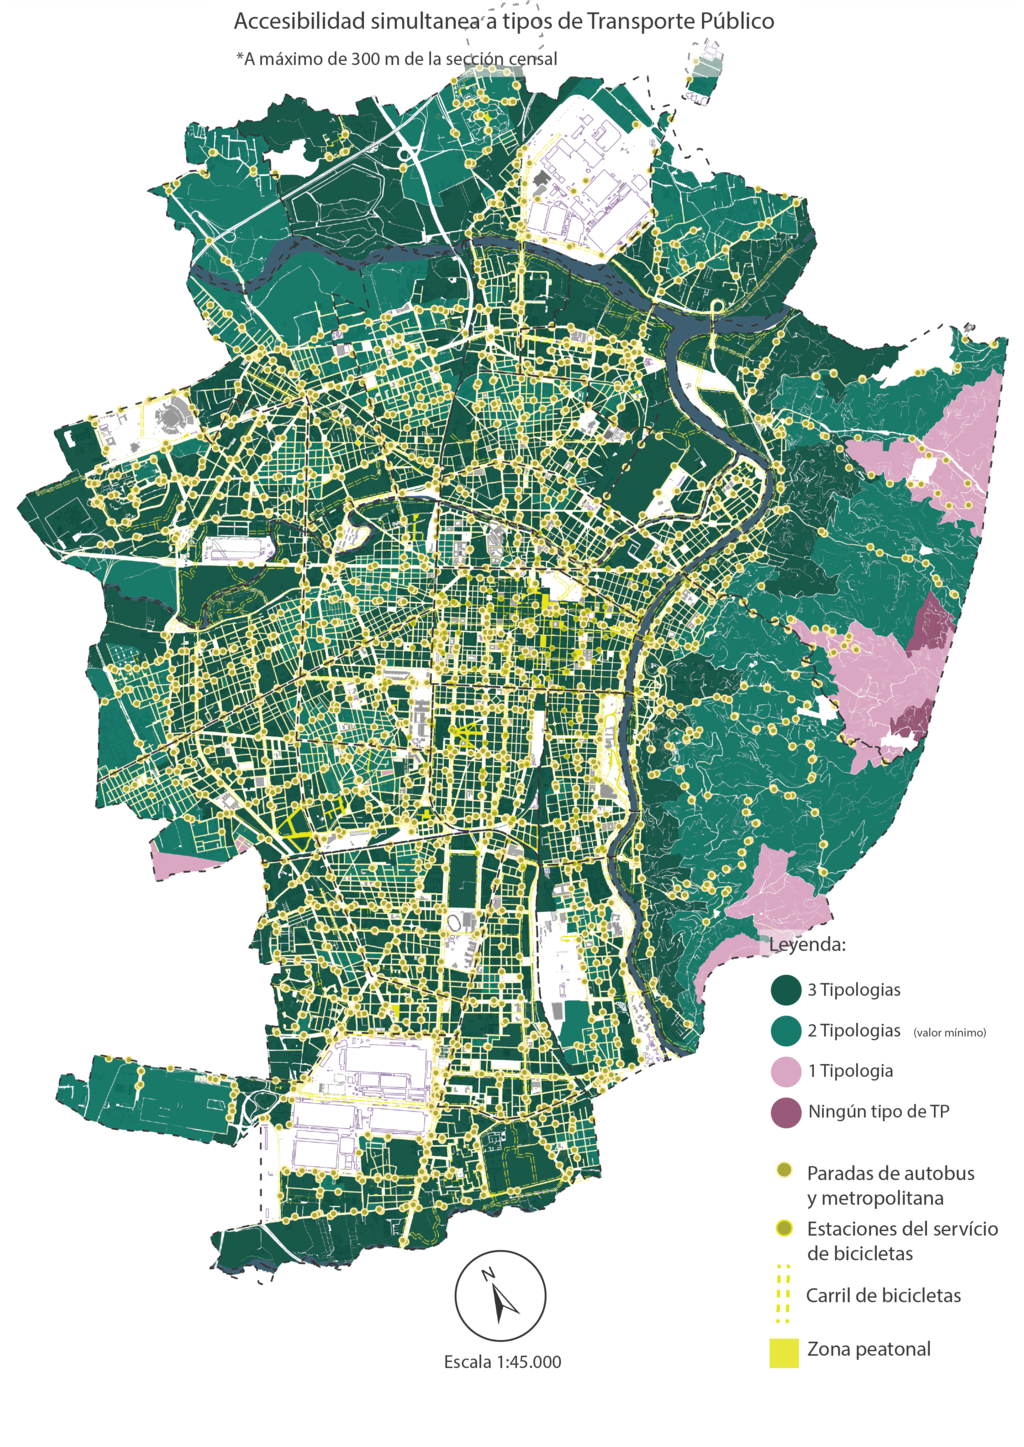 Accesibilidad simultanea a tipos de Transporte Público
*A máximo de 300 m de la sección censal
Leyenda:
3 Tipologias
2 Tipologias (valor mínimo)
1 Tipologia
Ningún tipo de TP
Paradas de autobus
y metropolitana
Estaciones del servício
de bicicletas
Carril de bicicletas
Zona peatonal
N
Escala 1:45.000